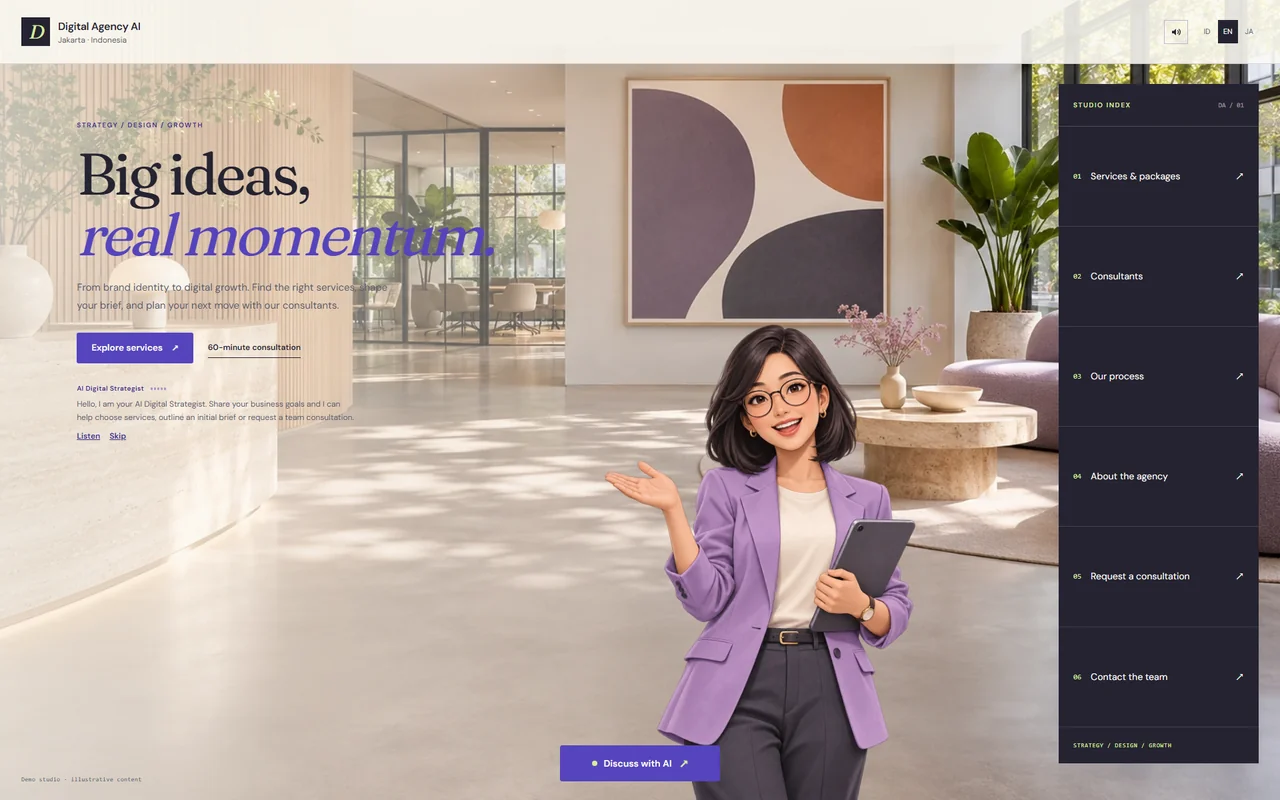 D
Digital Agency AI
Jakarta · Indonesia
ID EN JA
STRATEGY / DESIGN / GROWTH
Big ideas,
real momentum.
From brand identity to digital growth. Find the right services, shape
your brief, and plan your next move with our consultants.
Explore services ↗
60-minute consultation
AI Digital Strategist
Hello, I am your AI Digital Strategist. Share your business goals and I can
help choose services, outline an initial brief or request a team consultation.
Listen Skip
STUDIO INDEX DA / 01
01 Services & packages ↗
02 Consultants ↗
03 Our process ↗
04 About the agency ↗
05 Request a consultation ↗
06 Contact the team ↗
STRATEGY / DESIGN / GROWTH
Discuss with AI ↗
Demo studio · illustrative content